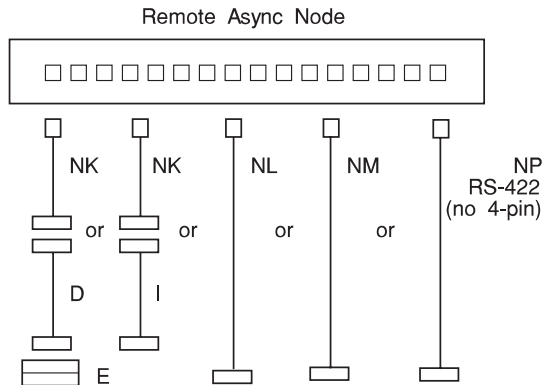 Remote Async Node
NK
NK
NL
NM
NP
RS-422
(no 4-pin)
or
or
or
or
D
I
E